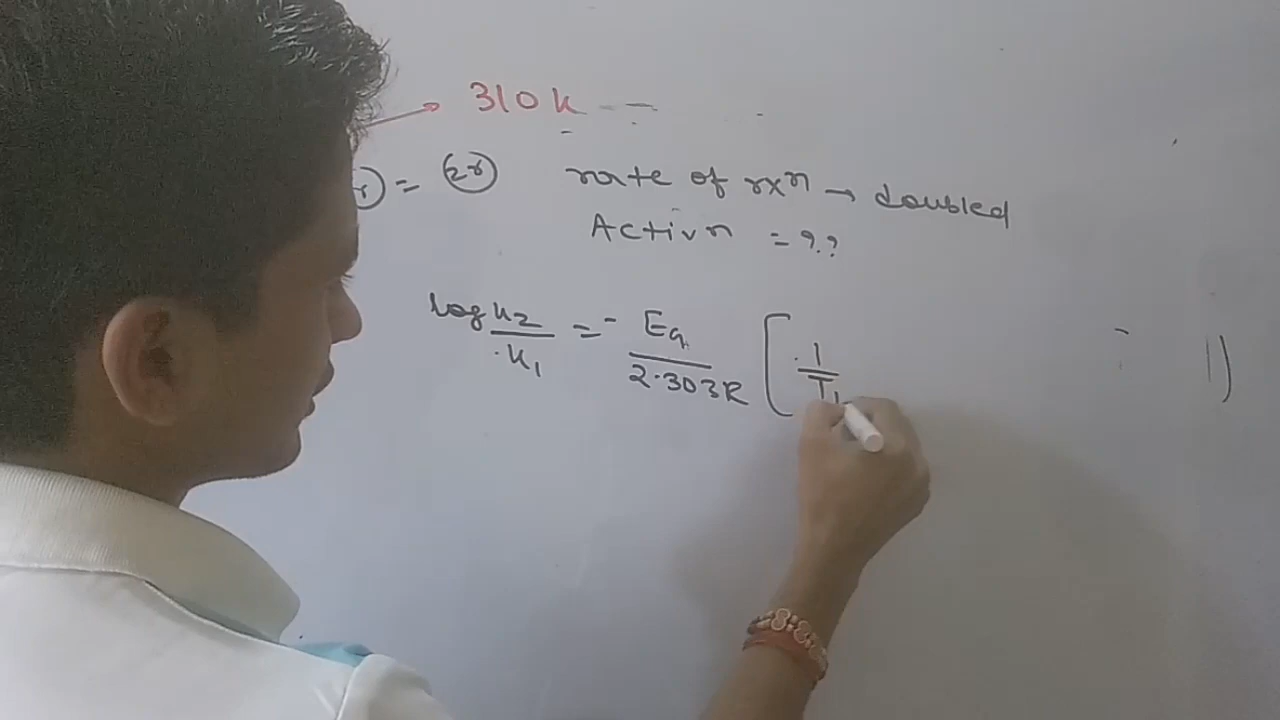 310 k
r = 2r rate of rxn → doubled
Activn = ??
log k2/k1 = - Ea/2.303R [ 1/T1